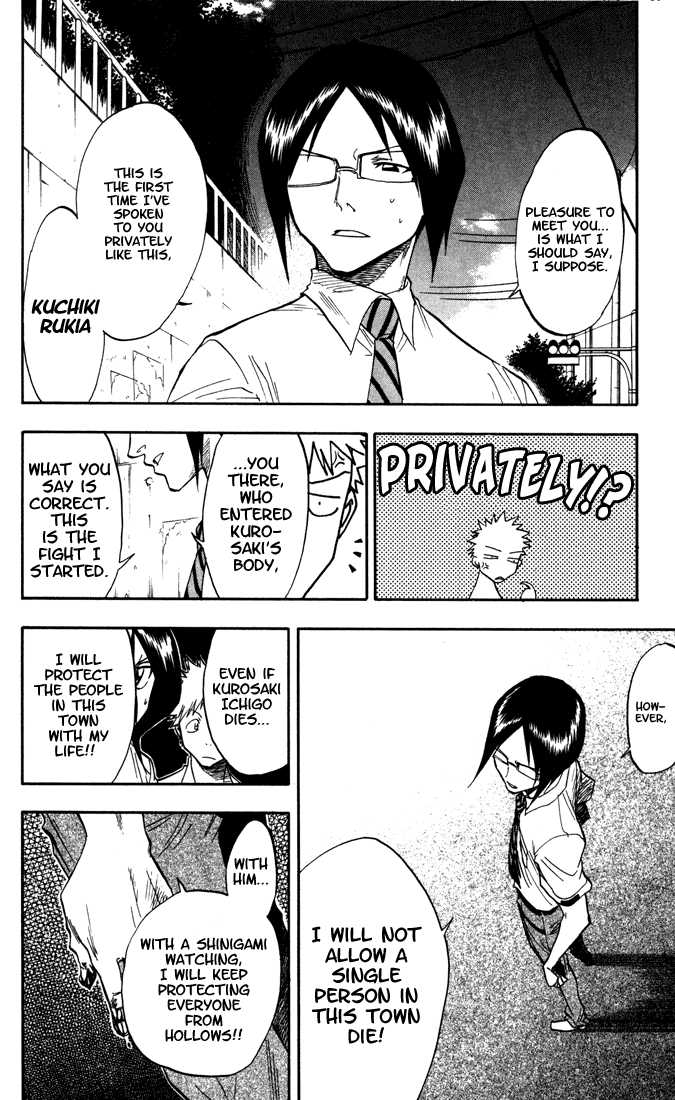 PLEASURE TO
MEET YOU...
IS WHAT I
SHOULD SAY,
I SUPPOSE.
THIS IS
THE FIRST
TIME I'VE
SPOKEN
TO YOU
PRIVATELY
LIKE THIS,
KUCHIKI
RUKIA
PRIVATELY!?
...YOU
THERE,
WHO
ENTERED
KURO-
SAKI'S
BODY,
WHAT YOU
SAY IS
CORRECT.
THIS
IS THE
FIGHT I
STARTED.
HOW-
EVER,
I WILL NOT
ALLOW A
SINGLE
PERSON IN
THIS TOWN
DIE!
EVEN IF
KUROSAKI
ICHIGO
DIES...
I WILL
PROTECT
THE PEOPLE
IN THIS
TOWN
WITH MY
LIFE!!
WITH
HIM...
WITH A SHINIGAMI
WATCHING,
I WILL KEEP
PROTECTING
EVERYONE
FROM
HOLLOWS!!